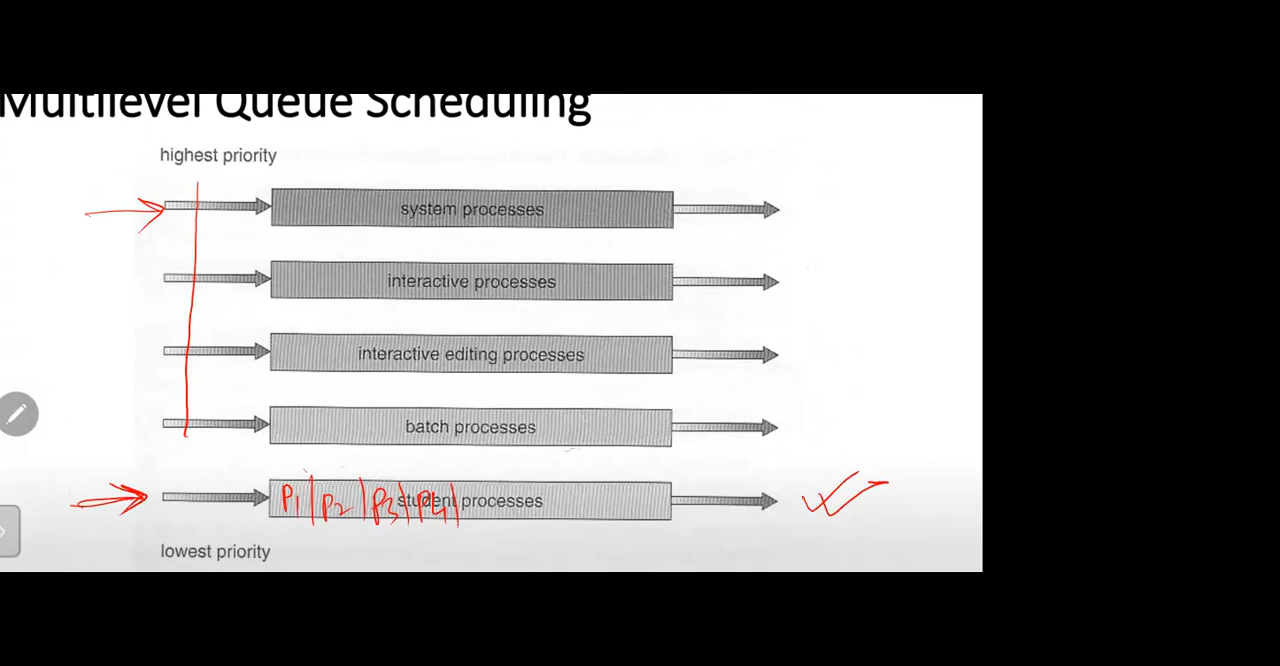 Multilevel Queue Scheduling
highest priority
system processes
interactive processes
interactive editing processes
batch processes
P1 | P2 | P3 | P4 | student processes
lowest priority